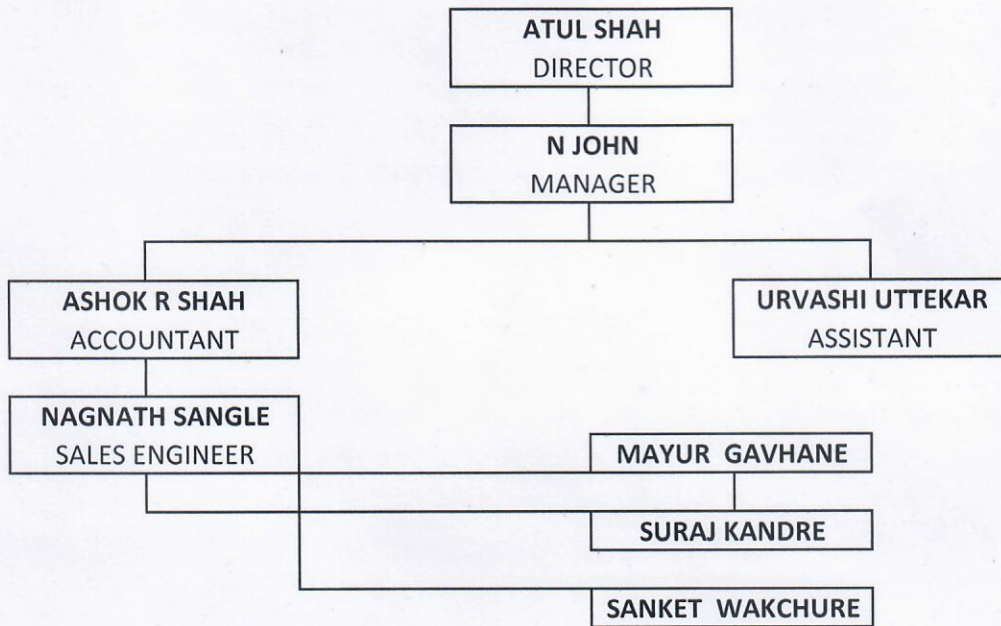 ATUL SHAH
DIRECTOR
N JOHN
MANAGER
ASHOK R SHAH
ACCOUNTANT
URVASHI UTTEKAR
ASSISTANT
NAGNATH SANGLE
SALES ENGINEER
MAYUR GAVHANE
SURAJ KANDRE
SANKET WAKCHURE